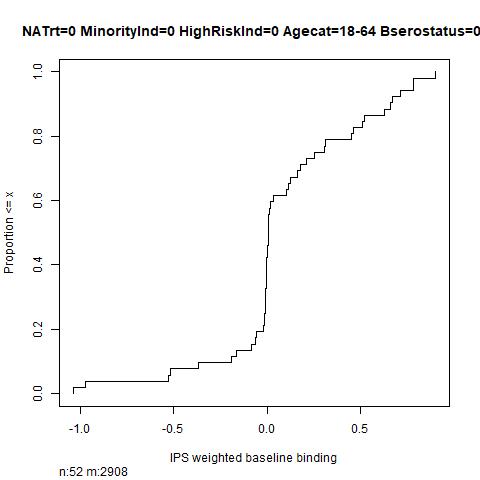 NATrt=0 MinorityInd=0 HighRiskInd=0 Agecat=18-64 Bserostatus=0
Proportion <= x
1.0
0.8
0.6
0.4
0.2
0.0
-1.0 -0.5 0.0 0.5
IPS weighted baseline binding
n:52 m:2908